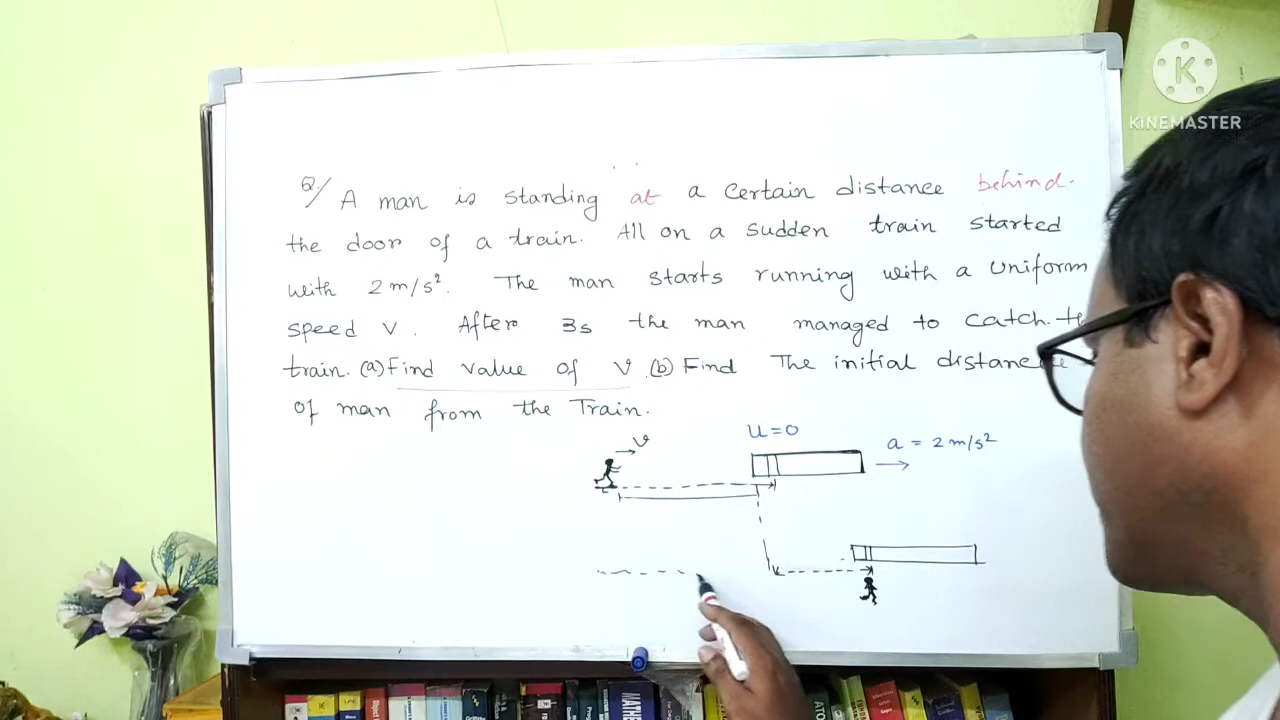 Q./ A man is standing at a certain distance behind.
the door of a train. All on a sudden train started
with 2 m/s². The man starts running with a uniform
speed V. After 3s the man managed to catch th
train. (a) Find value of V. (b) Find The initial distance
of man from the Train.
V
u = 0
a = 2 m/s²
K
KINEMASTER
MATHE